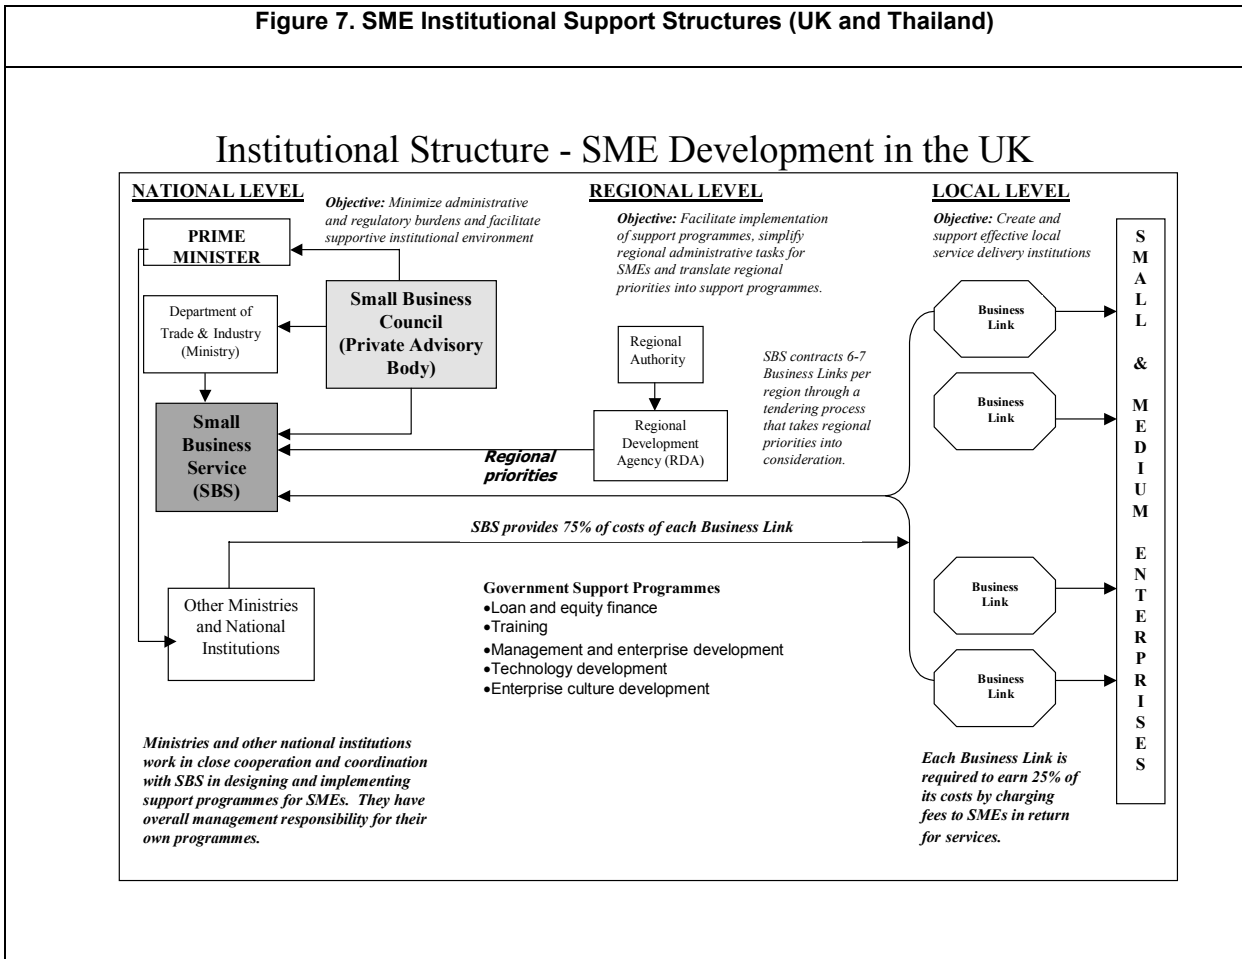 Figure 7. SME Institutional Support Structures (UK and Thailand)
Institutional Structure - SME Development in the UK
NATIONAL LEVEL
Objective: Minimize administrative
and regulatory burdens and facilitate
supportive institutional environment
PRIME
MINISTER
Department of
Trade & Industry
(Ministry)
Small Business
Council
(Private Advisory
Body)
Small
Business
Service
(SBS)
REGIONAL LEVEL
Objective: Facilitate implementation
of support programmes, simplify
regional administrative tasks for
SMEs and translate regional
priorities into support programmes.
Regional
Authority
Regional
Development
Agency (RDA)
SBS contracts 6-7
Business Links per
region through a
tendering process
that takes regional
priorities into
consideration.
Regional
priorities
LOCAL LEVEL
Objective: Create and
support effective local
service delivery institutions
Business
Link
Business
Link
Business
Link
Business
Link
SMALL & MEDIUM ENTERPRISES
SBS provides 75% of costs of each Business Link
Other Ministries
and National
Institutions
Government Support Programmes
•Loan and equity finance
•Training
•Management and enterprise development
•Technology development
•Enterprise culture development
Ministries and other national institutions
work in close cooperation and coordination
with SBS in designing and implementing
support programmes for SMEs. They have
overall management responsibility for their
own programmes.
Each Business Link is
required to earn 25% of
its costs by charging
fees to SMEs in return
for services.